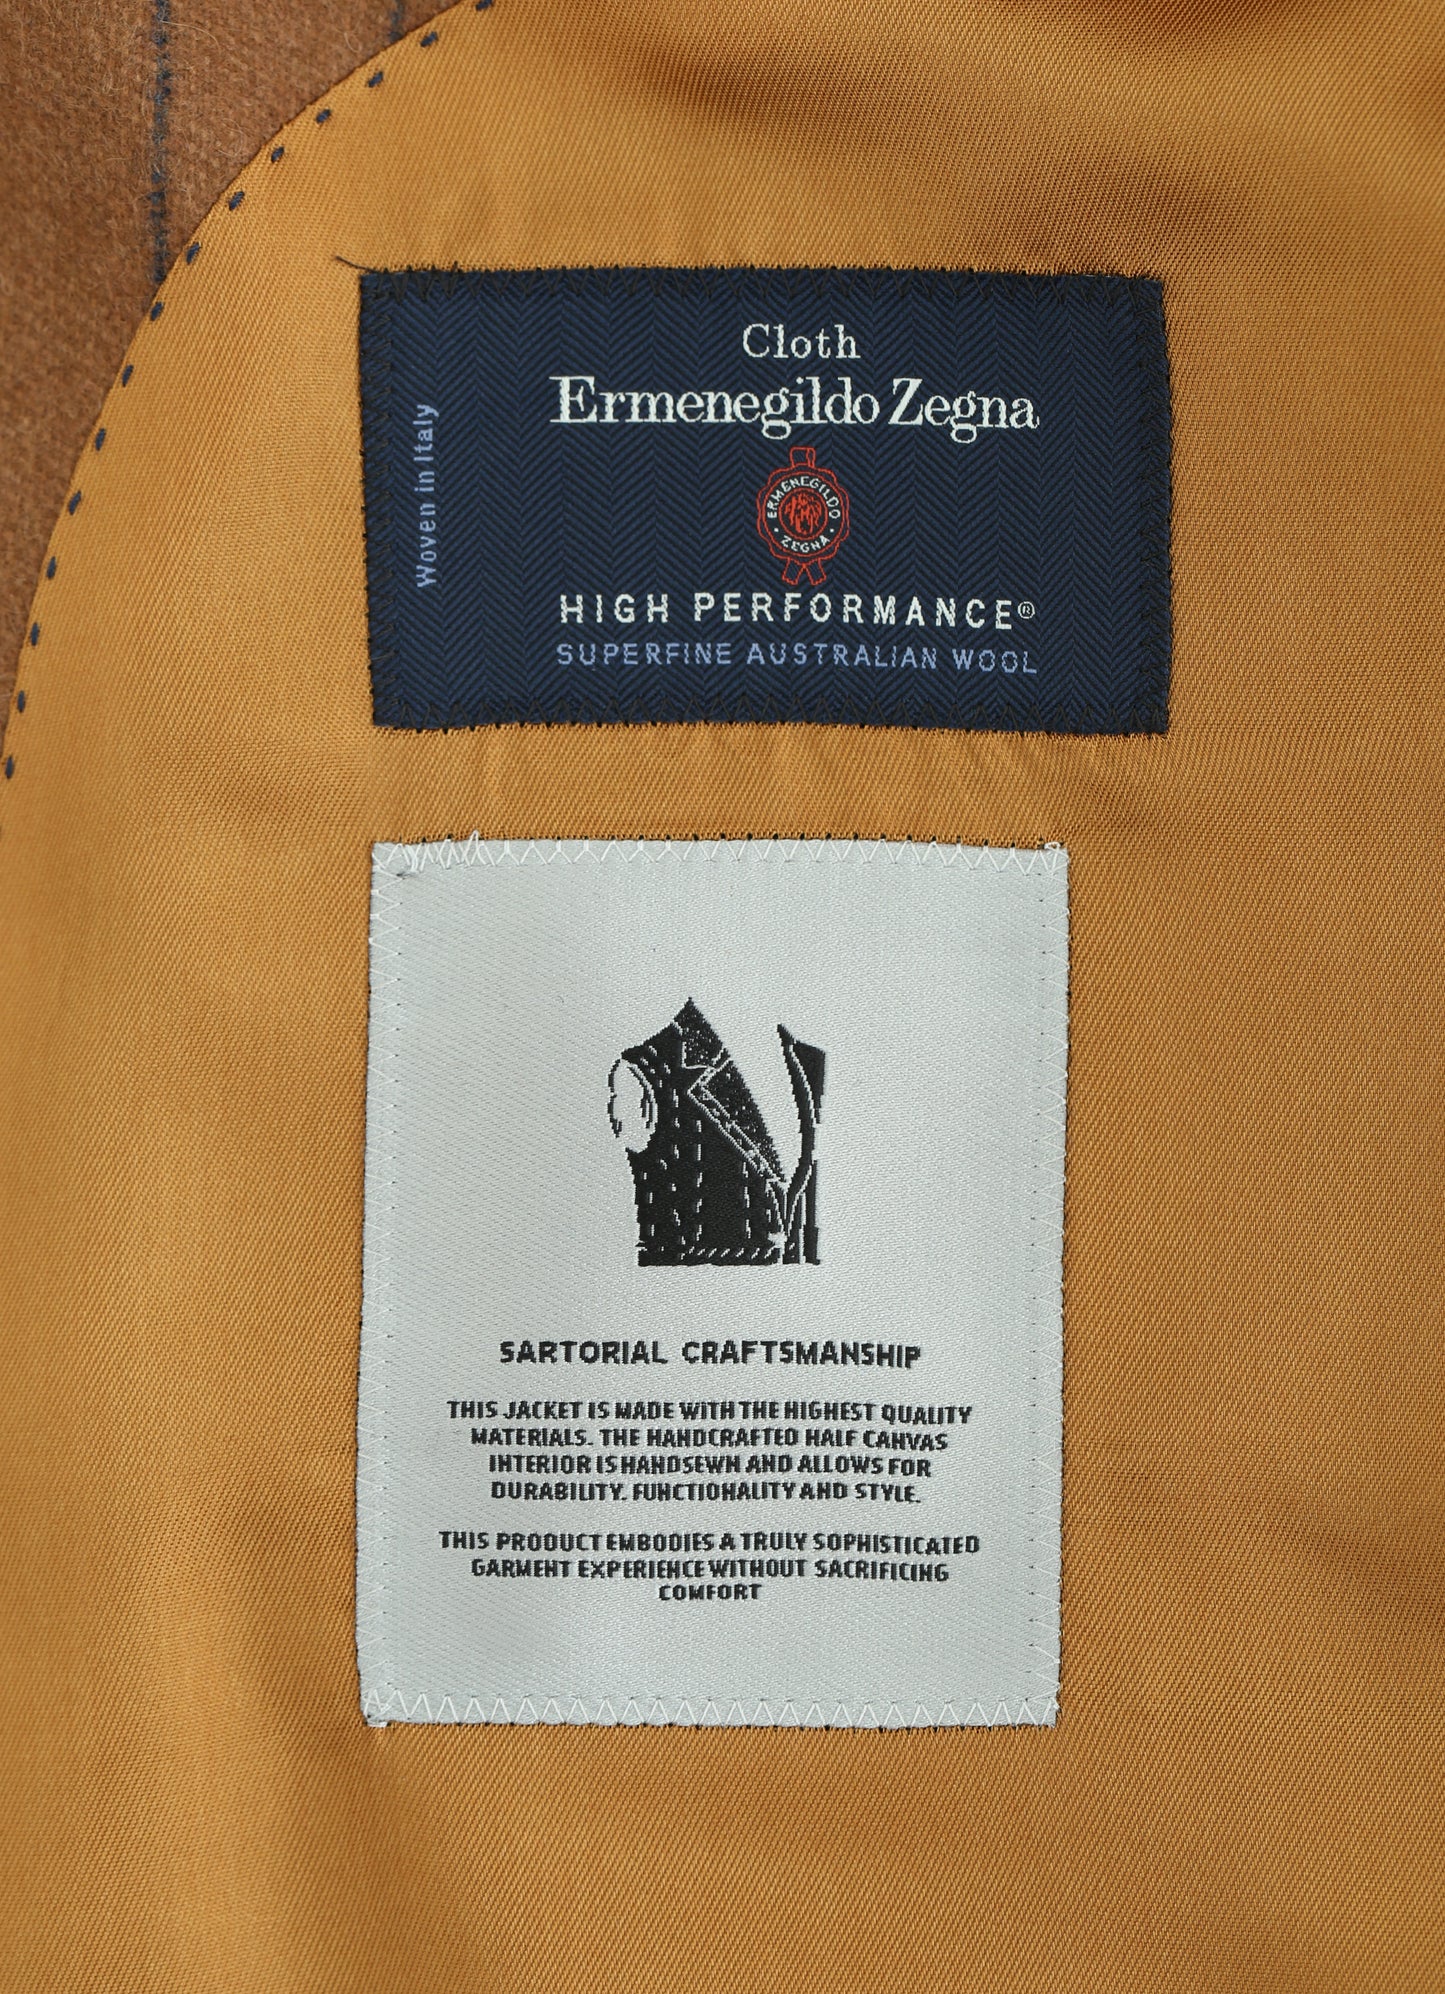 Cloth
Ermenegildo Zegna
Woven in Italy
ERMENEGILDO
ZEGNA
HIGH PERFORMANCE®
SUPERFINE AUSTRALIAN WOOL
SARTORIAL CRAFTSMANSHIP
THIS JACKET IS MADE WITH THE HIGHEST QUALITY
MATERIALS. THE HANDCRAFTED HALF CANVAS
INTERIOR IS HANDSEWN AND ALLOWS FOR
DURABILITY. FUNCTIONALITY AND STYLE.
THIS PRODUCT EMBODIES A TRULY SOPHISTICATED
GARMENT EXPERIENCE WITHOUT SACRIFICING
COMFORT